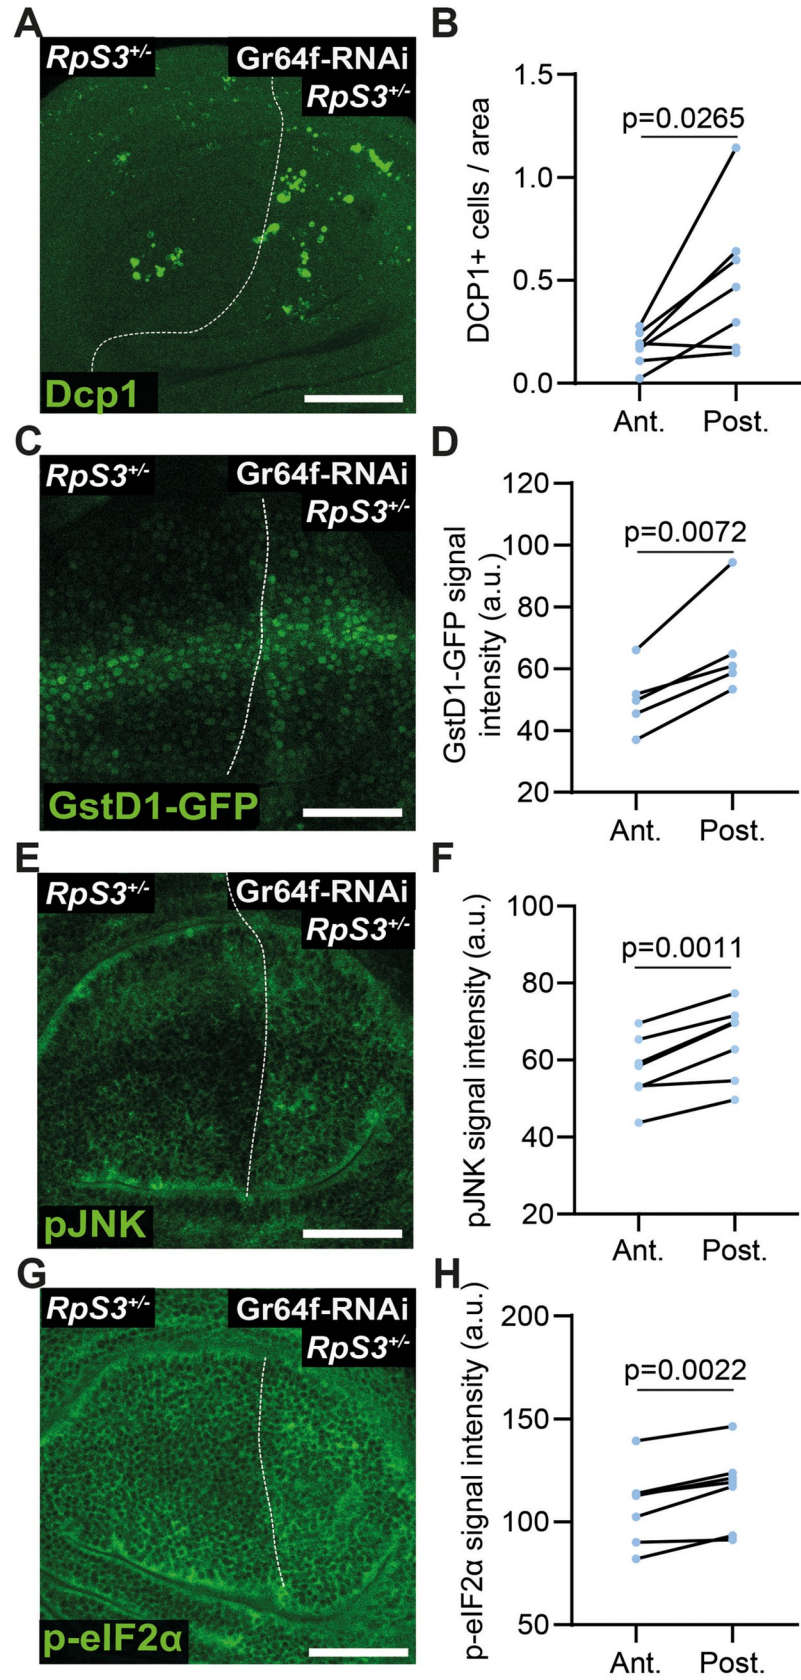 A
RpS3+/-
Gr64f-RNAi
RpS3+/-
Dcp1
B
DCP1+ cells / area
1.5
1.0
0.5
0.0
p=0.0265
Ant.
Post.
C
RpS3+/-
Gr64f-RNAi
RpS3+/-
GstD1-GFP
D
GstD1-GFP signal
intensity (a.u.)
120
100
80
60
40
20
p=0.0072
Ant.
Post.
E
RpS3+/-
Gr64f-RNAi
RpS3+/-
pJNK
F
pJNK signal intensity (a.u.)
100
80
60
40
20
p=0.0011
Ant.
Post.
G
RpS3+/-
Gr64f-RNAi
RpS3+/-
p-eIF2α
H
p-eIF2α signal intensity (a.u.)
200
150
100
50
p=0.0022
Ant.
Post.